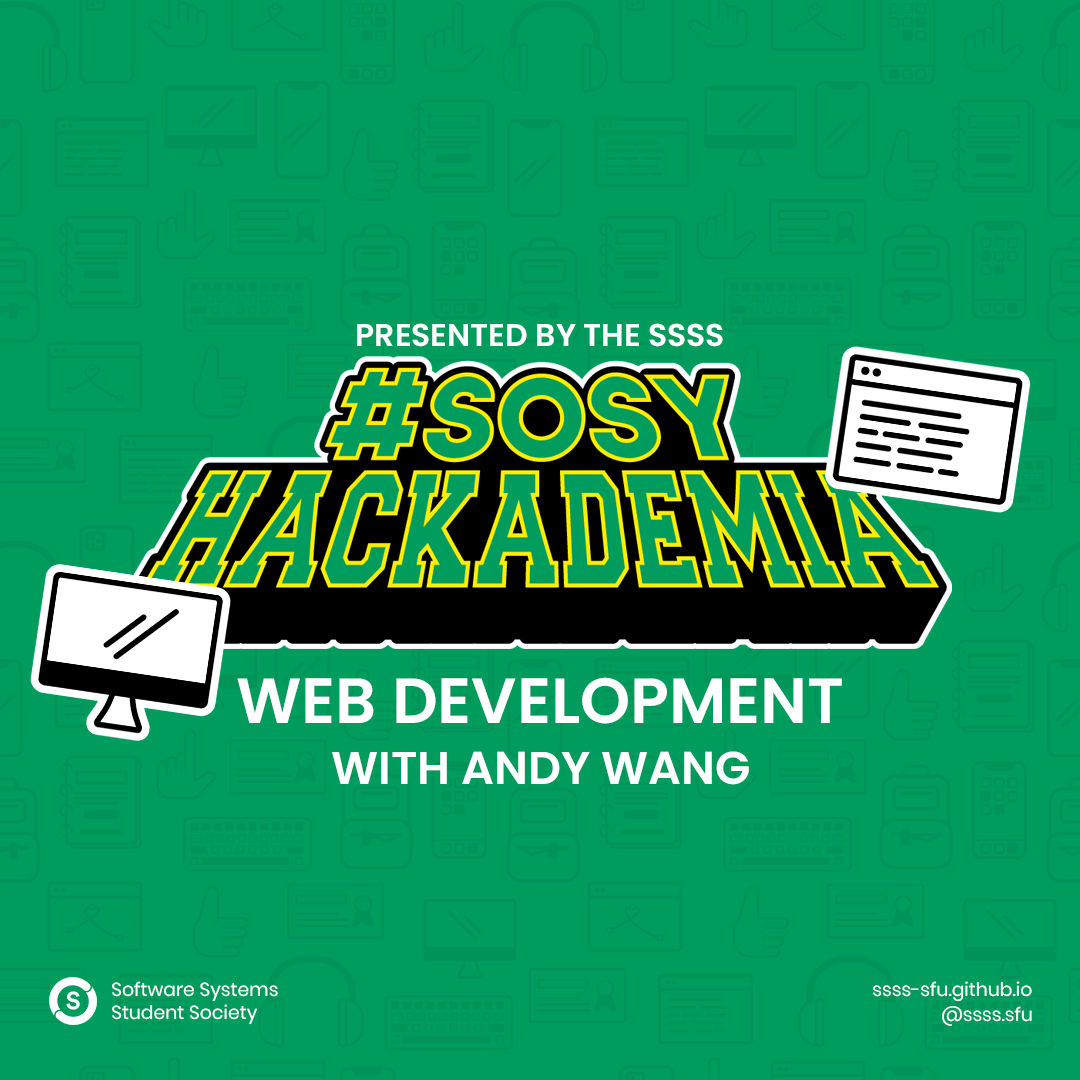 PRESENTED BY THE SSSS
#SOSY
HACKADEMIA
WEB DEVELOPMENT
WITH ANDY WANG
S
Software Systems
Student Society
ssss-sfu.github.io
@ssss.sfu